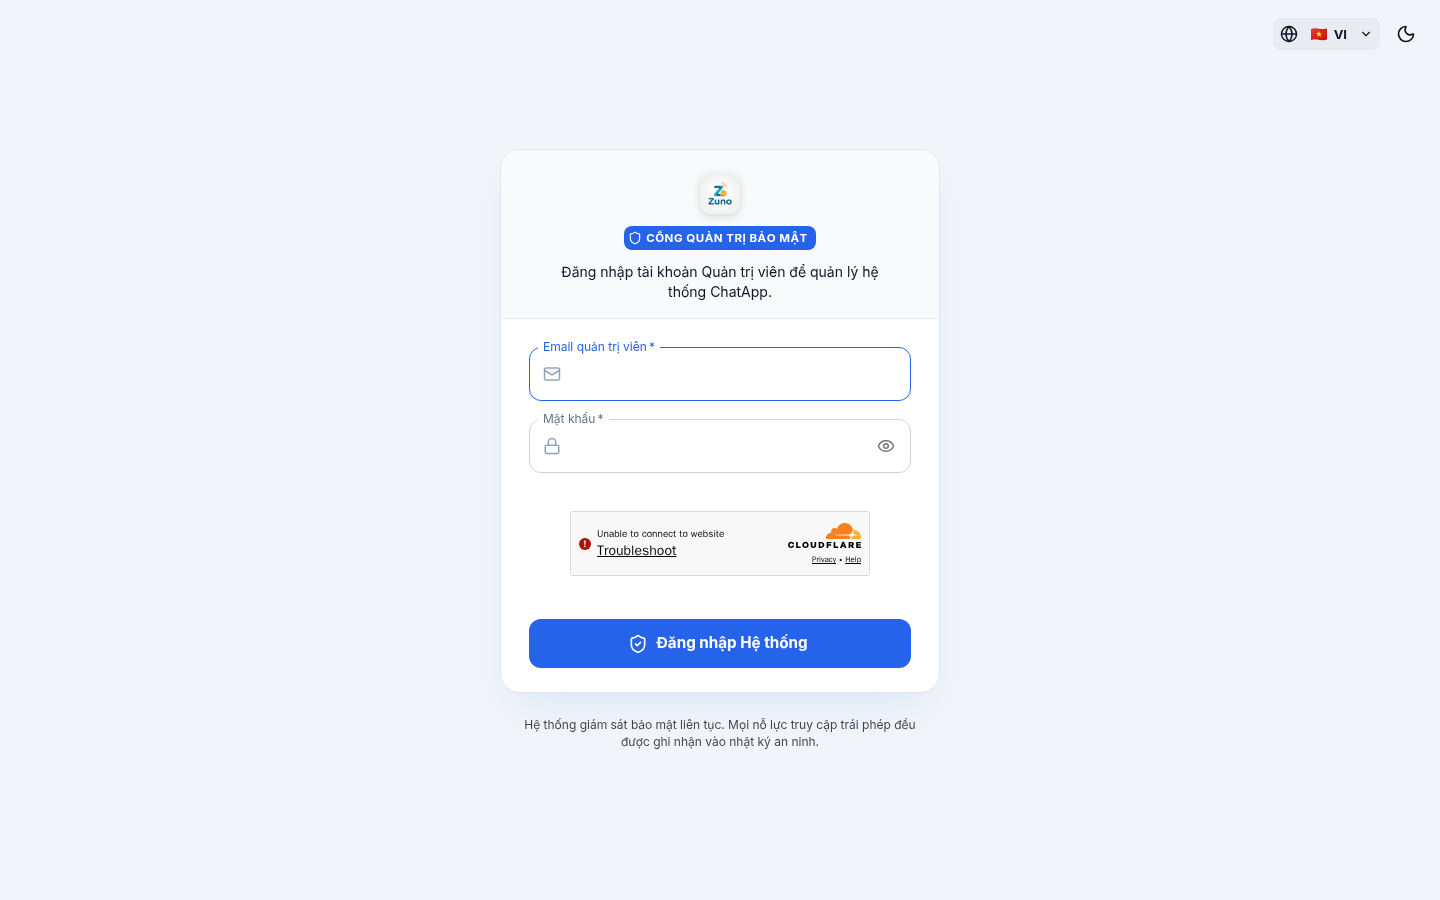 VI
Zuno
CỔNG QUẢN TRỊ BẢO MẬT
Đăng nhập tài khoản Quản trị viên để quản lý hệ
thống ChatApp.
Email quản trị viên *
Mật khẩu *
Unable to connect to website
Troubleshoot
CLOUDFLARE
Privacy • Help
Đăng nhập Hệ thống
Hệ thống giám sát bảo mật liên tục. Mọi nỗ lực truy cập trái phép đều
được ghi nhận vào nhật ký an ninh.